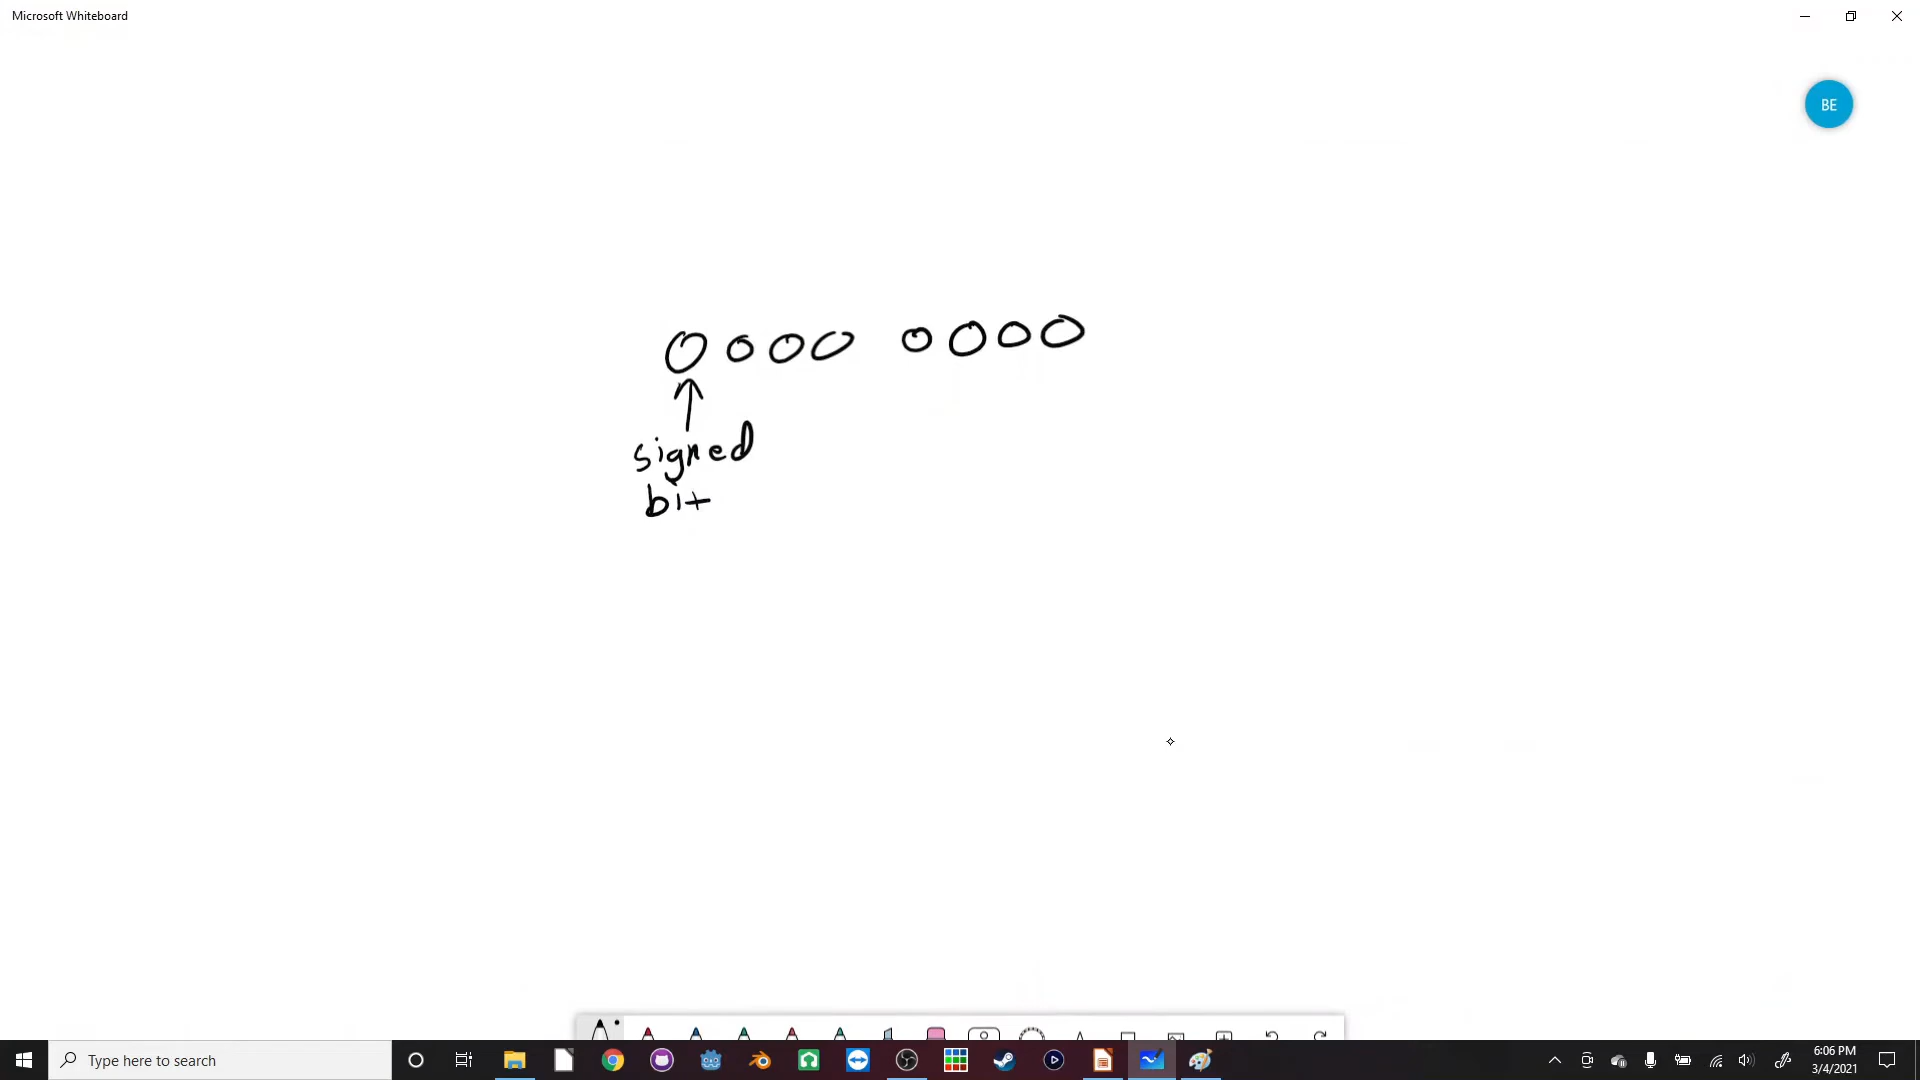 Microsoft Whiteboard
BE
0000 0000
signed
bit
Type here to search
6:06 PM
3/4/2021